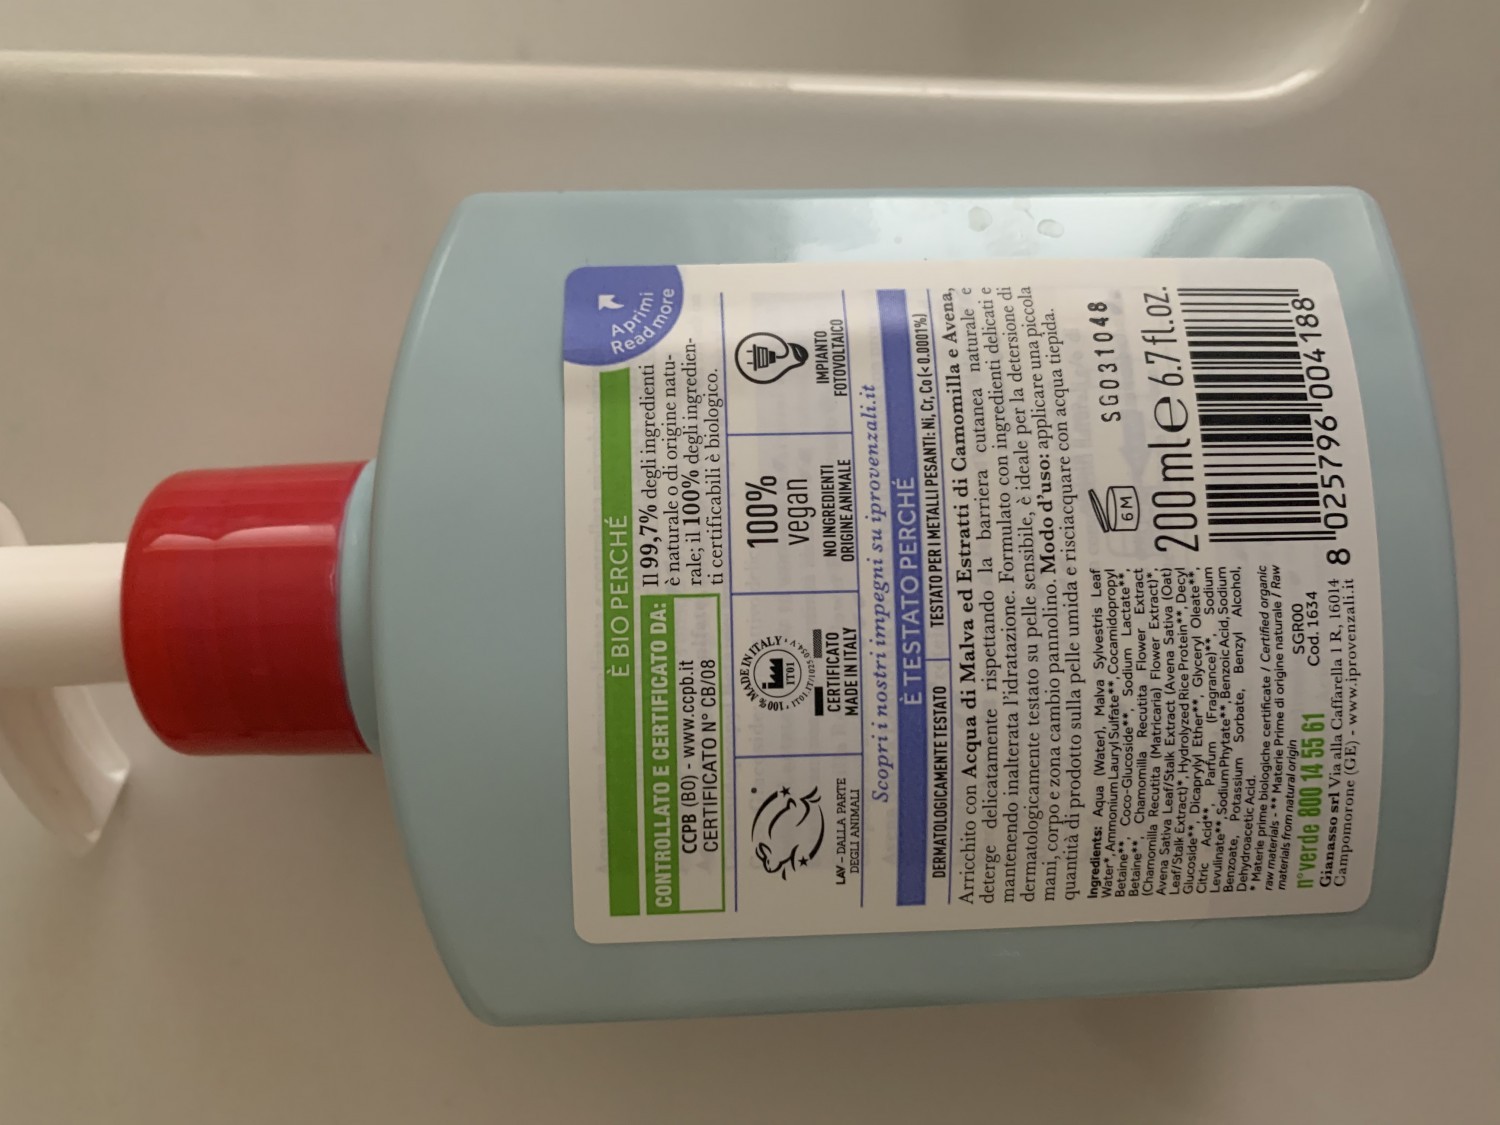 Aprimi
Read more
È BIO PERCHÉ
CONTROLLATO E CERTIFICATO DA:
CCPB (BO) - www.ccpb.it
CERTIFICATO N° CB/08
Il 99,7% degli ingredienti
è naturale o di origine natu-
rale; il 100% degli ingredien-
ti certificabili è biologico.
LAV - DALLA PARTE
DEGLI ANIMALI
100% MADE IN ITALY
IT01
CERTIFICATO
MADE IN ITALY
100%
vegan
NO INGREDIENTI
ORIGINE ANIMALE
IMPIANTO
FOTOVOLTAICO
Scopri i nostri impegni su iprovenzali.it
È TESTATO PERCHÉ
DERMATOLOGICAMENTE TESTATO
TESTATO PER I METALLI PESANTI: Ni, Cr, Co (< 0.0001%)
Arricchito con Acqua di Malva ed Estratti di Camomilla e Avena,
deterge delicatamente rispettando la barriera cutanea naturale e
mantenendo inalterata l'idratazione. Formulato con ingredienti delicati e
dermatologicamente testato su pelle sensibile, è ideale per la detersione di
mani, corpo e zona cambio pannolino. Modo d'uso: applicare una piccola
quantità di prodotto sulla pelle umida e risciacquare con acqua tiepida.
Ingredients: Aqua (Water), Malva Sylvestris Leaf
Water*, Ammonium Lauryl Sulfate**, Cocamidopropyl
Betaine**, Coco-Glucoside**, Sodium Lactate**,
Betaine**, Chamomilla Recutita Flower Extract
(Chamomilla Recutita (Matricaria) Flower Extract)*,
Avena Sativa Leaf/Stalk Extract (Avena Sativa (Oat)
Leaf/Stalk Extract)*, Hydrolyzed Rice Protein**, Decyl
Glucoside**, Dicaprylyl Ether**, Glyceryl Oleate**,
Citric Acid**, Parfum (Fragrance)**, Sodium
Levulinate**, Sodium Phytate**, Benzoic Acid, Sodium
Benzoate, Potassium Sorbate, Benzyl Alcohol,
Dehydroacetic Acid.
* Materie prime biologiche certificate / Certified organic
raw materials - ** Materie Prime di origine naturale / Raw
materials from natural origin
n°verde 800 14 55 61
SGR00
Cod. 1634
Gianasso srl Via alla Caffarella 1 R, 16014
Campomorone (GE) - www.iprovenzali.it
6M
SG031048
200 ml e 6.7 fl.oz.
8 025796 004188